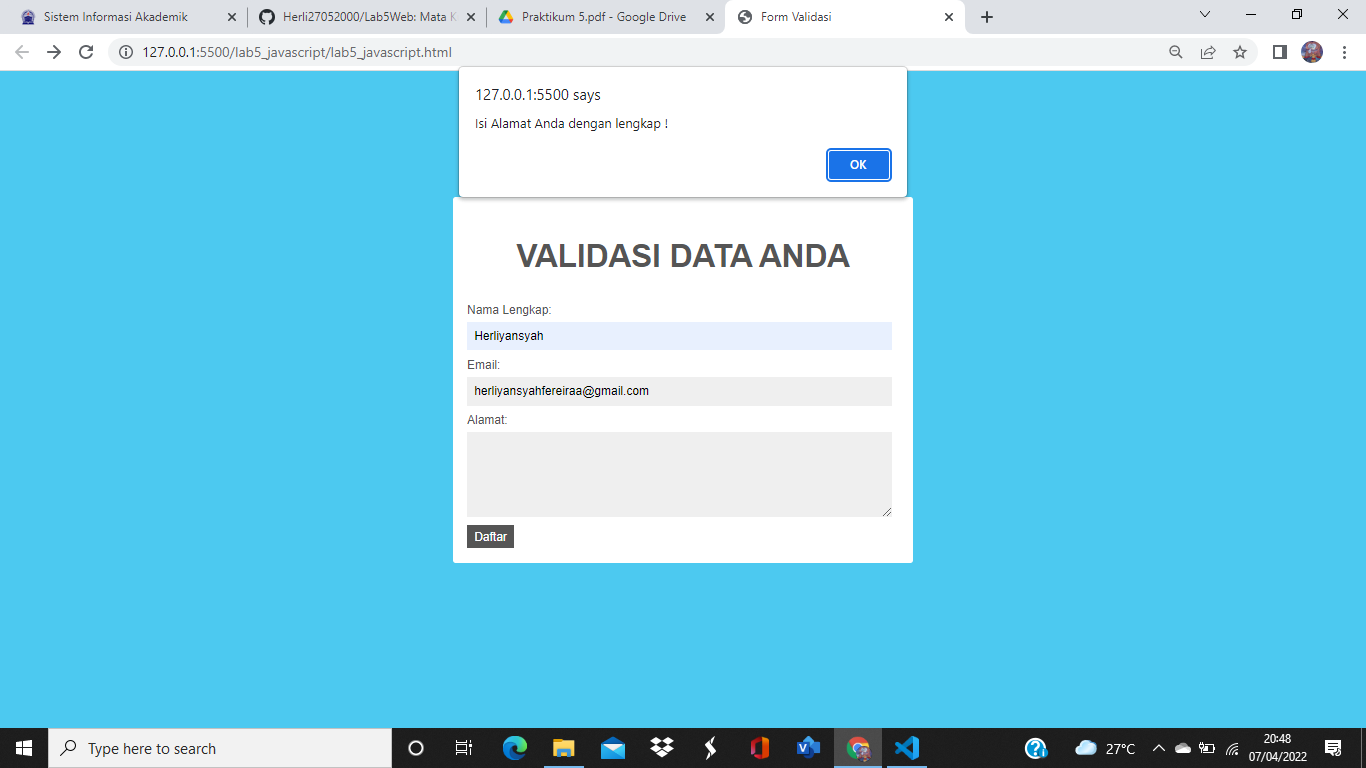 Sistem Informasi Akademik
Herli27052000/Lab5Web: Mata K
Praktikum 5.pdf - Google Drive
Form Validasi
127.0.0.1:5500/lab5_javascript/lab5_javascript.html
127.0.0.1:5500 says
Isi Alamat Anda dengan lengkap !
OK
VALIDASI DATA ANDA
Nama Lengkap:
Herliyansyah
Email:
herliyansyahfereiraa@gmail.com
Alamat:
Daftar
Type here to search
27°C
20:48
07/04/2022